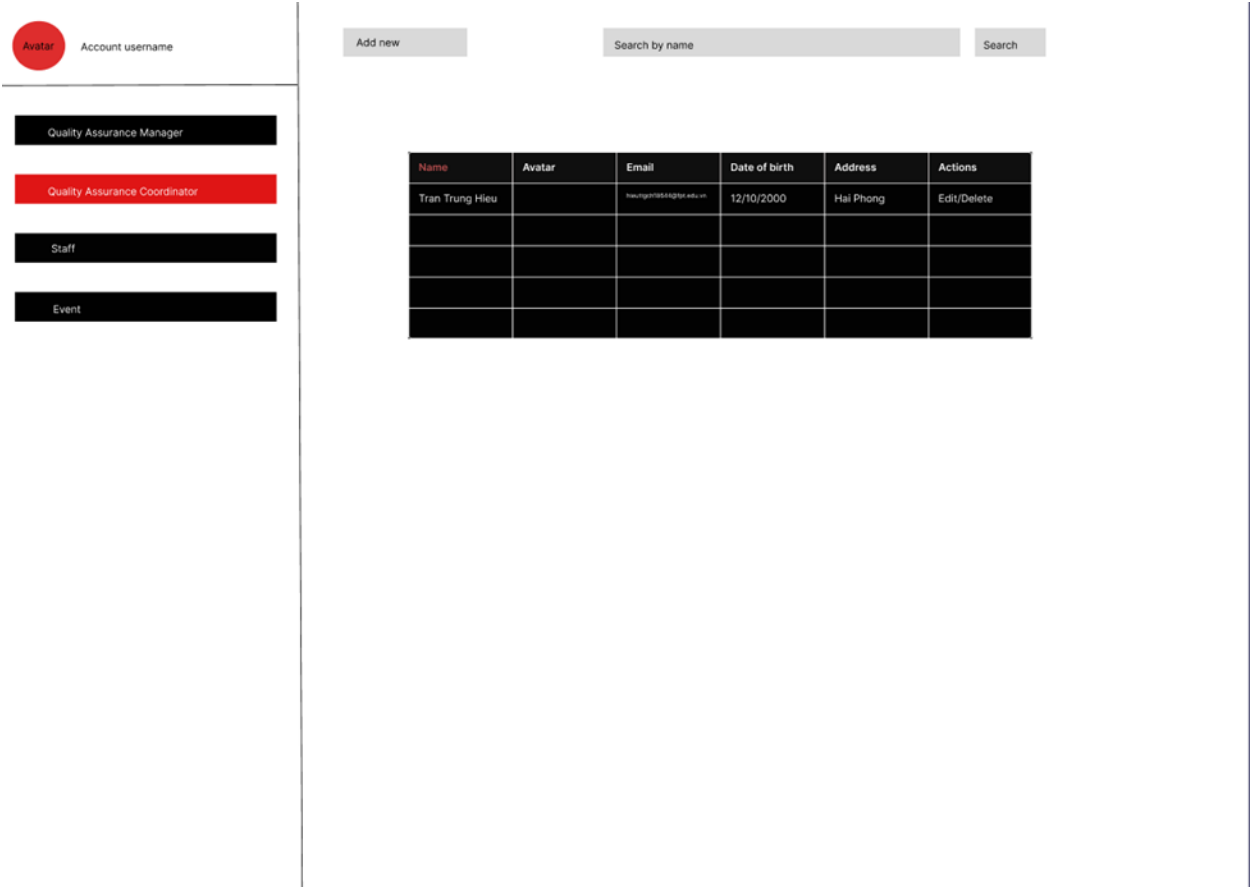 Avatar
Account username
Add new
Search by name
Search
Quality Assurance Manager
Quality Assurance Coordinator
Staff
Event
Name Avatar Email Date of birth Address Actions
Tran Trung Hieu 12/10/2000 Hai Phong Edit/Delete